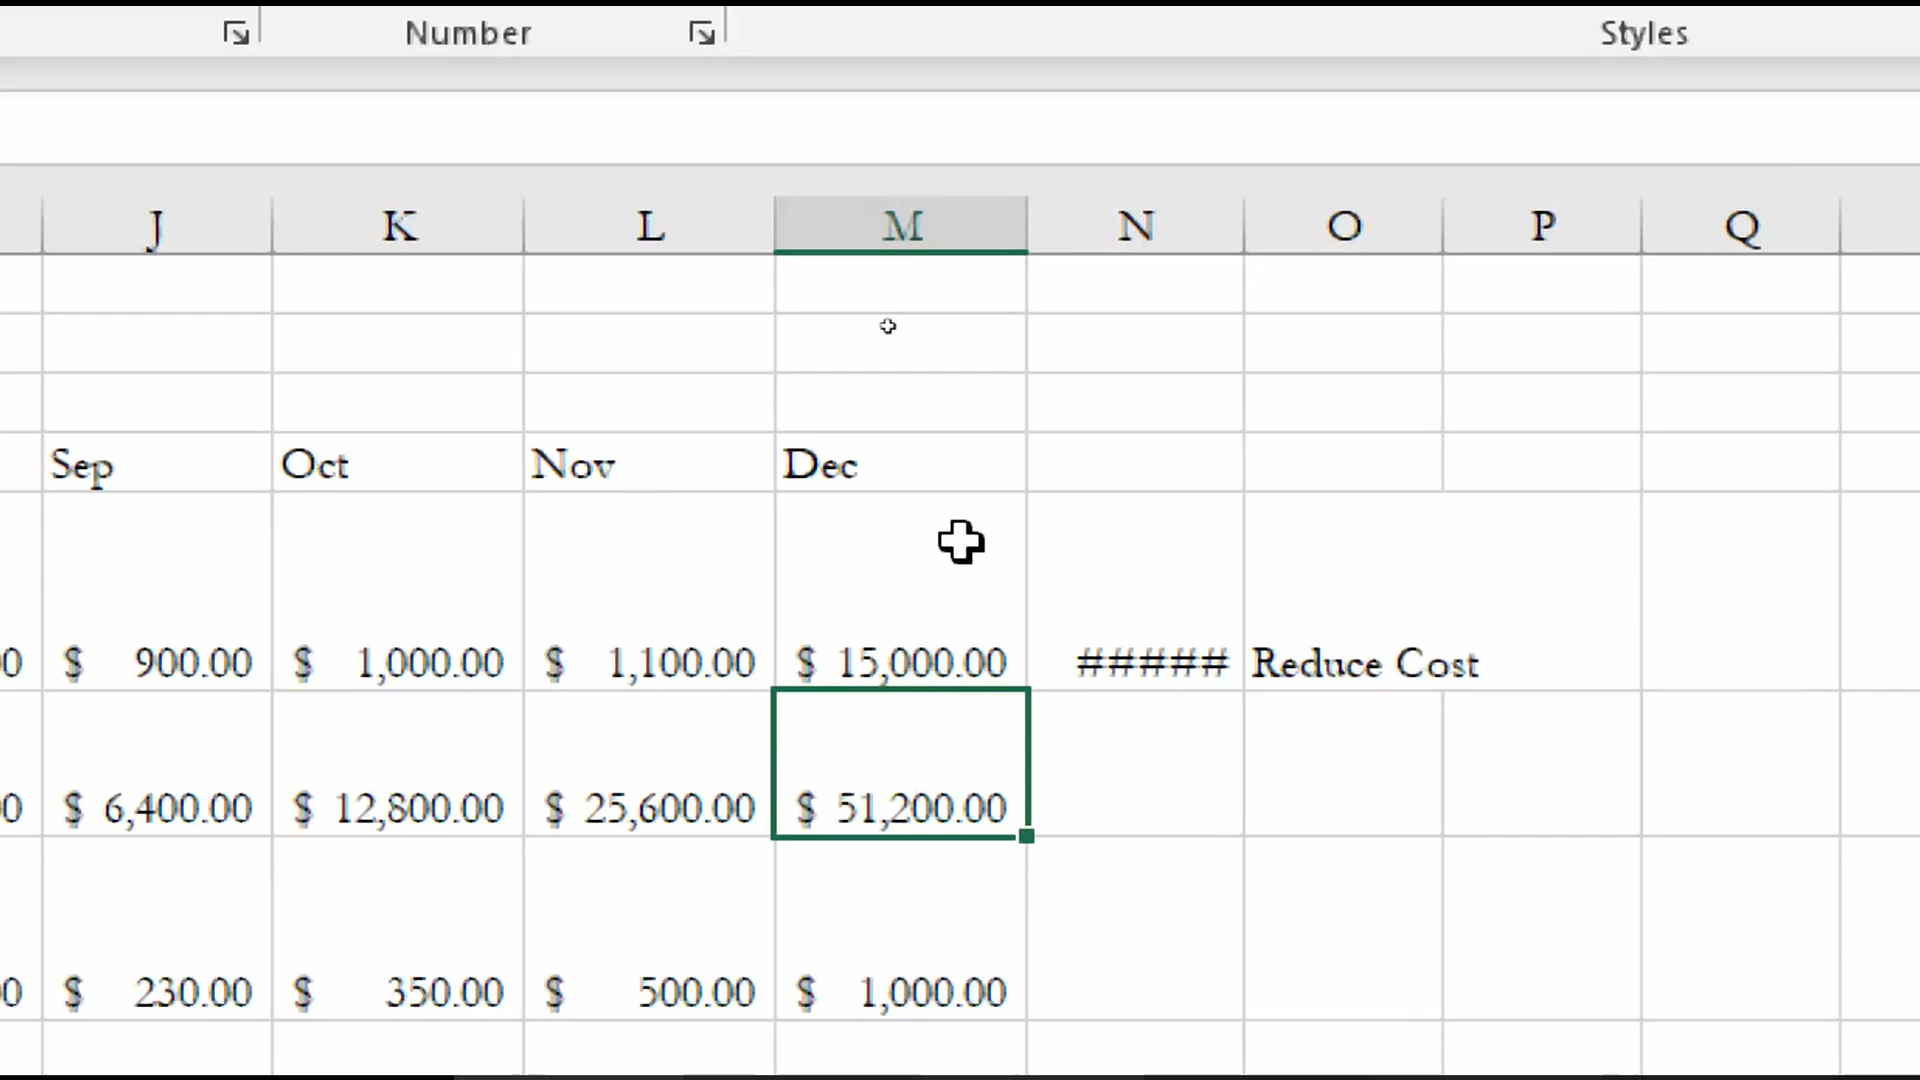 Number Styles
J K L M N O P Q
Sep Oct Nov Dec
0 $ 900.00 $ 1,000.00 $ 1,100.00 $ 15,000.00 ##### Reduce Cost
0 $ 6,400.00 $ 12,800.00 $ 25,600.00 $ 51,200.00
0 $ 230.00 $ 350.00 $ 500.00 $ 1,000.00